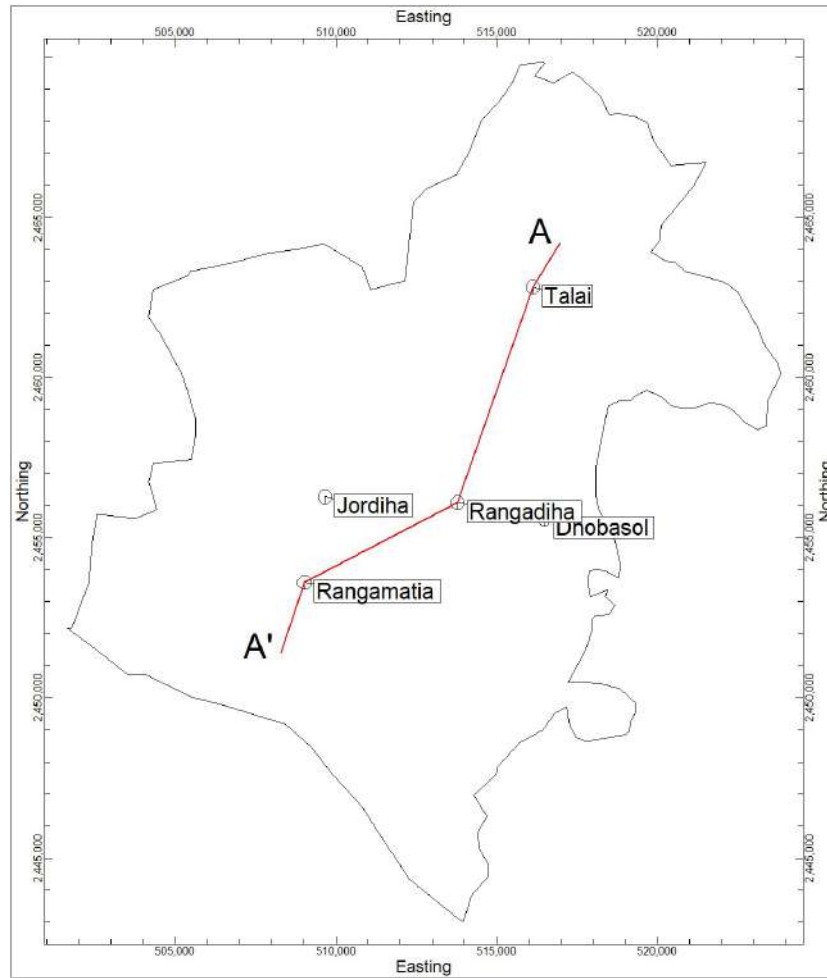 Easting
505,000 510,000 515,000 520,000
2,465,000 2,465,000
A
Talai
2,460,000 2,460,000
Northing Northing
Jordiha
Rangadiha
Dhobasol
2,455,000 2,455,000
Rangamatia
A'
2,450,000 2,450,000
2,445,000 2,445,000
505,000 510,000 515,000 520,000
Easting